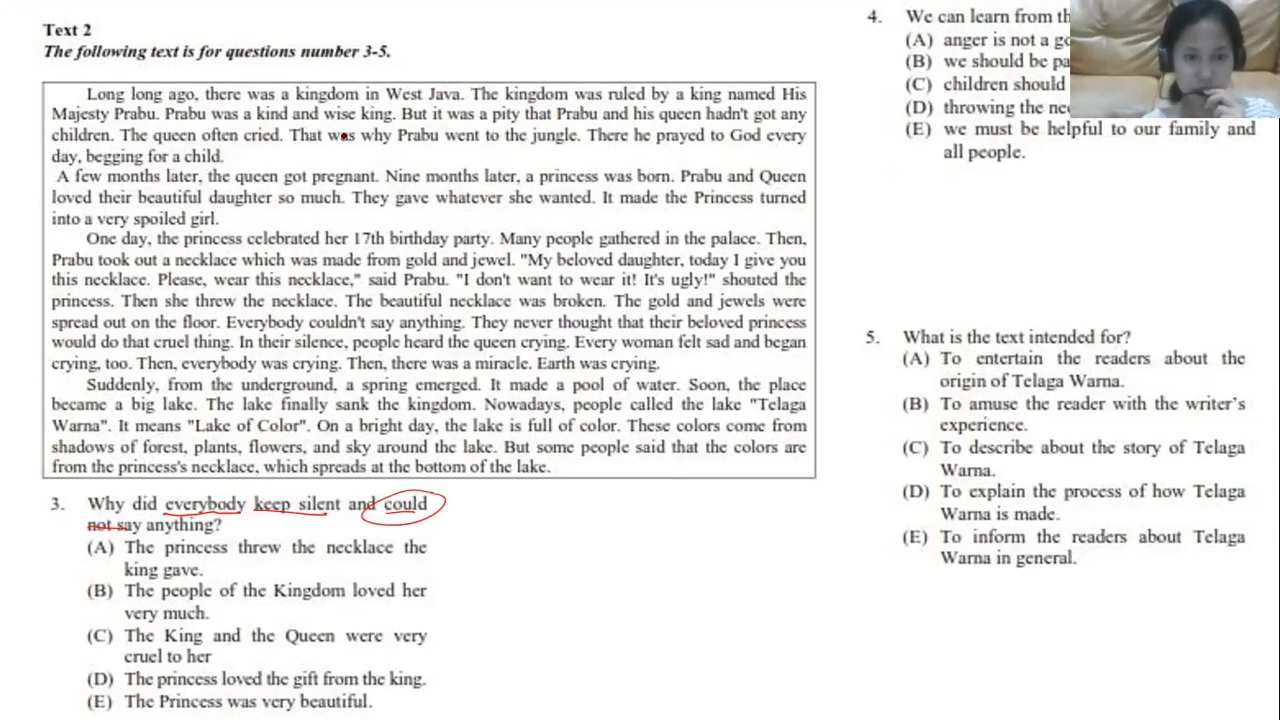 Text 2
The following text is for questions number 3-5.
Long long ago, there was a kingdom in West Java. The kingdom was ruled by a king named His
Majesty Prabu. Prabu was a kind and wise king. But it was a pity that Prabu and his queen hadn't got any
children. The queen often cried. That was why Prabu went to the jungle. There he prayed to God every
day, begging for a child.
A few months later, the queen got pregnant. Nine months later, a princess was born. Prabu and Queen
loved their beautiful daughter so much. They gave whatever she wanted. It made the Princess turned
into a very spoiled girl.
One day, the princess celebrated her 17th birthday party. Many people gathered in the palace. Then,
Prabu took out a necklace which was made from gold and jewel. "My beloved daughter, today I give you
this necklace. Please, wear this necklace," said Prabu. "I don't want to wear it! It's ugly!" shouted the
princess. Then she threw the necklace. The beautiful necklace was broken. The gold and jewels were
spread out on the floor. Everybody couldn't say anything. They never thought that their beloved princess
would do that cruel thing. In their silence, people heard the queen crying. Every woman felt sad and began
crying, too. Then, everybody was crying. Then, there was a miracle. Earth was crying.
Suddenly, from the underground, a spring emerged. It made a pool of water. Soon, the place
became a big lake. The lake finally sank the kingdom. Nowadays, people called the lake "Telaga
Warna". It means "Lake of Color". On a bright day, the lake is full of color. These colors come from
shadows of forest, plants, flowers, and sky around the lake. But some people said that the colors are
from the princess's necklace, which spreads at the bottom of the lake.
3. Why did everybody keep silent and could
not say anything?
(A) The princess threw the necklace the
king gave.
(B) The people of the Kingdom loved her
very much.
(C) The King and the Queen were very
cruel to her
(D) The princess loved the gift from the king.
(E) The Princess was very beautiful.
4. We can learn from
(A) anger is not a
(B) we should be
(C) children should
(D) throwing the
(E) we must be helpful to our family and
all people.
5. What is the text intended for?
(A) To entertain the readers about the
origin of Telaga Warna.
(B) To amuse the reader with the writer's
experience.
(C) To describe about the story of Telaga
Warna.
(D) To explain the process of how Telaga
Warna is made.
(E) To inform the readers about Telaga
Warna in general.